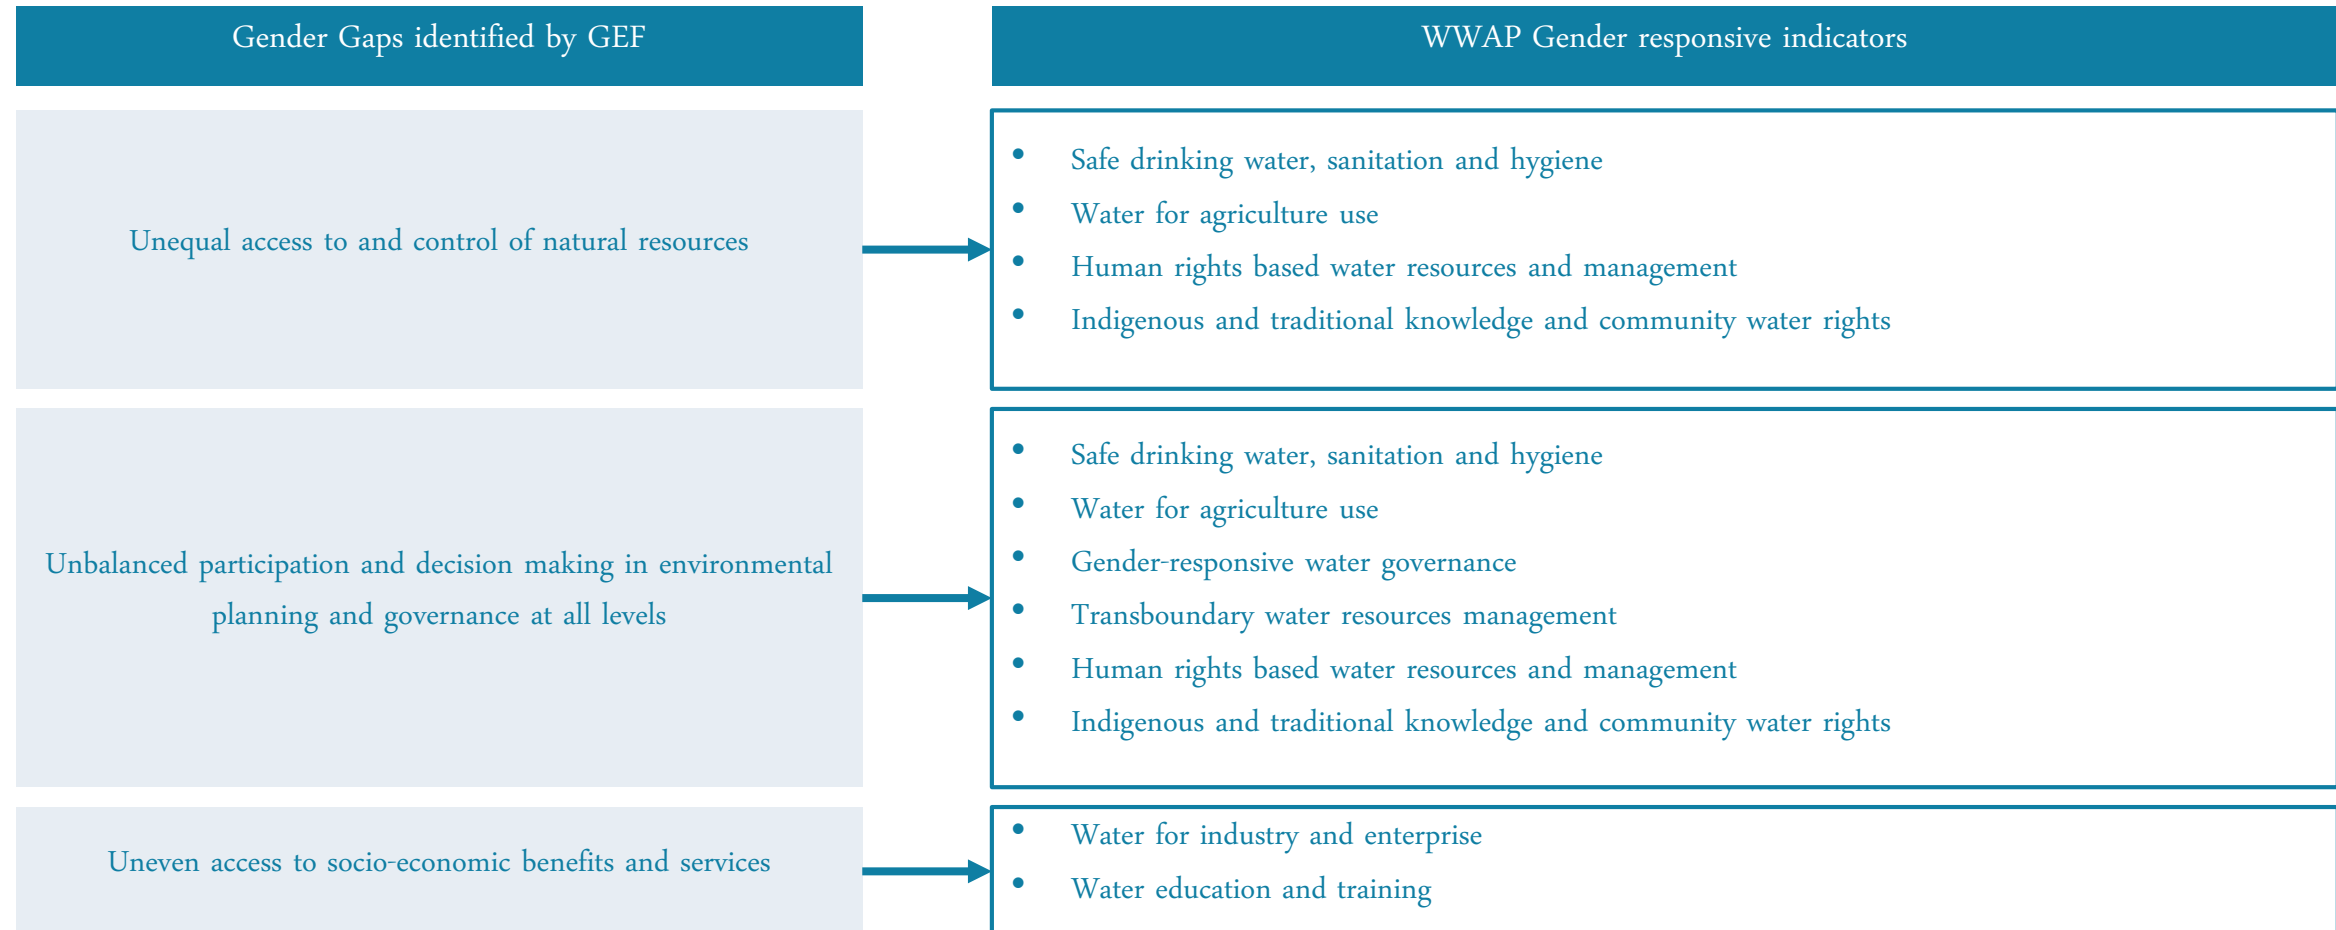 Gender Gaps identified by GEF
WWAP Gender responsive indicators
Unequal access to and control of natural resources
• Safe drinking water, sanitation and hygiene
• Water for agriculture use
• Human rights based water resources and management
• Indigenous and traditional knowledge and community water rights
Unbalanced participation and decision making in environmental
planning and governance at all levels
• Safe drinking water, sanitation and hygiene
• Water for agriculture use
• Gender-responsive water governance
• Transboundary water resources management
• Human rights based water resources and management
• Indigenous and traditional knowledge and community water rights
Uneven access to socio-economic benefits and services
• Water for industry and enterprise
• Water education and training